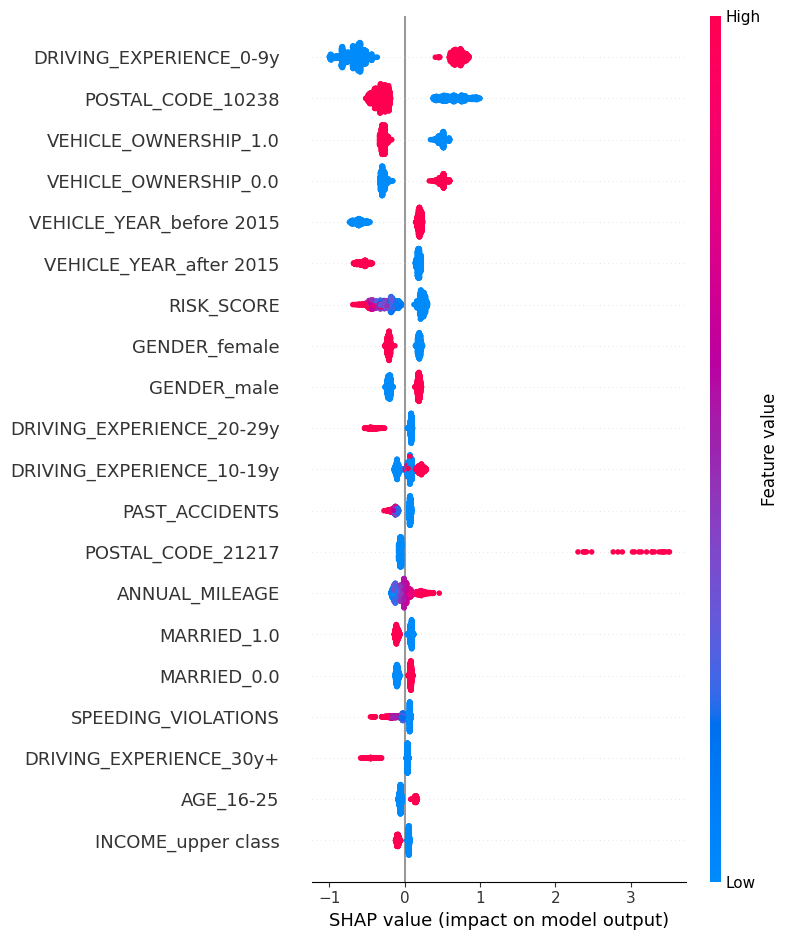 High
DRIVING_EXPERIENCE_0-9y
POSTAL_CODE_10238
VEHICLE_OWNERSHIP_1.0
VEHICLE_OWNERSHIP_0.0
VEHICLE_YEAR_before 2015
VEHICLE_YEAR_after 2015
RISK_SCORE
GENDER_female
GENDER_male
DRIVING_EXPERIENCE_20-29y
DRIVING_EXPERIENCE_10-19y
PAST_ACCIDENTS
POSTAL_CODE_21217
ANNUAL_MILEAGE
MARRIED_1.0
MARRIED_0.0
SPEEDING_VIOLATIONS
DRIVING_EXPERIENCE_30y+
AGE_16-25
INCOME_upper class
Feature value
Low
−1 0 1 2 3
SHAP value (impact on model output)